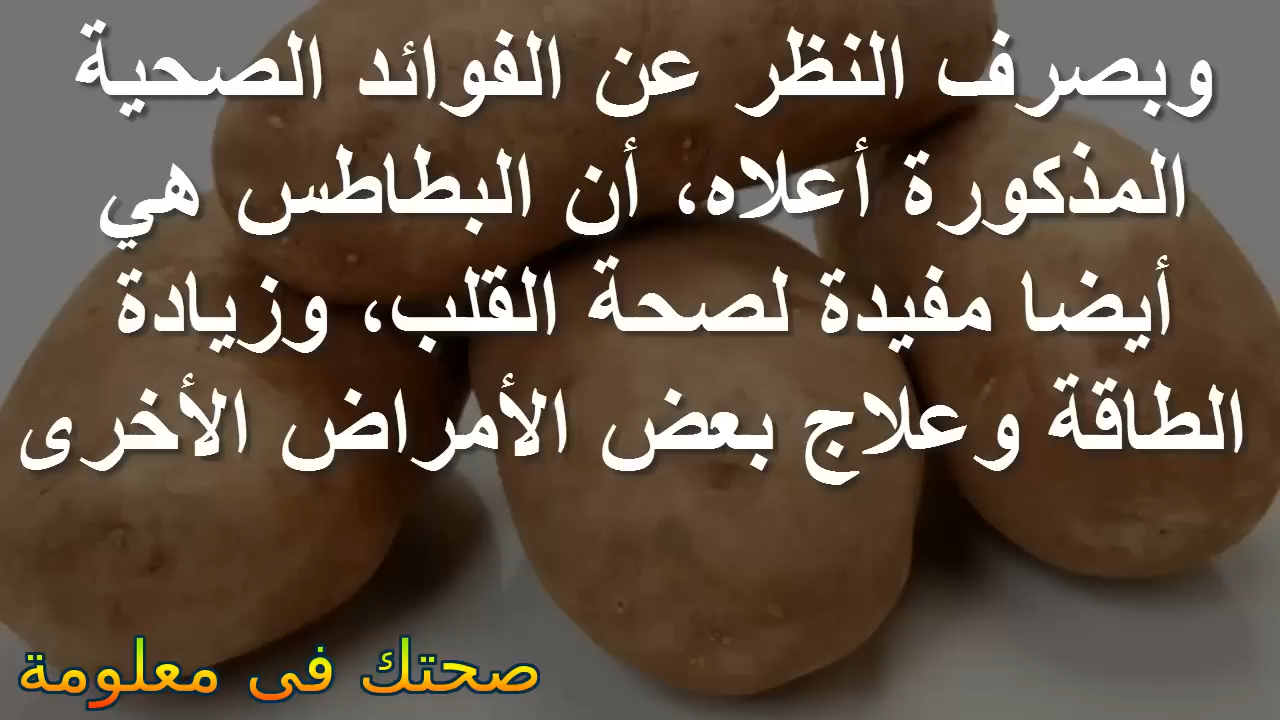 وبصرف النظر عن الفوائد الصحية
المذكورة أعلاه، أن البطاطس هي
أيضا مفيدة لصحة القلب، وزيادة
الطاقة وعلاج بعض الأمراض الأخرى
صحتك فى معلومة